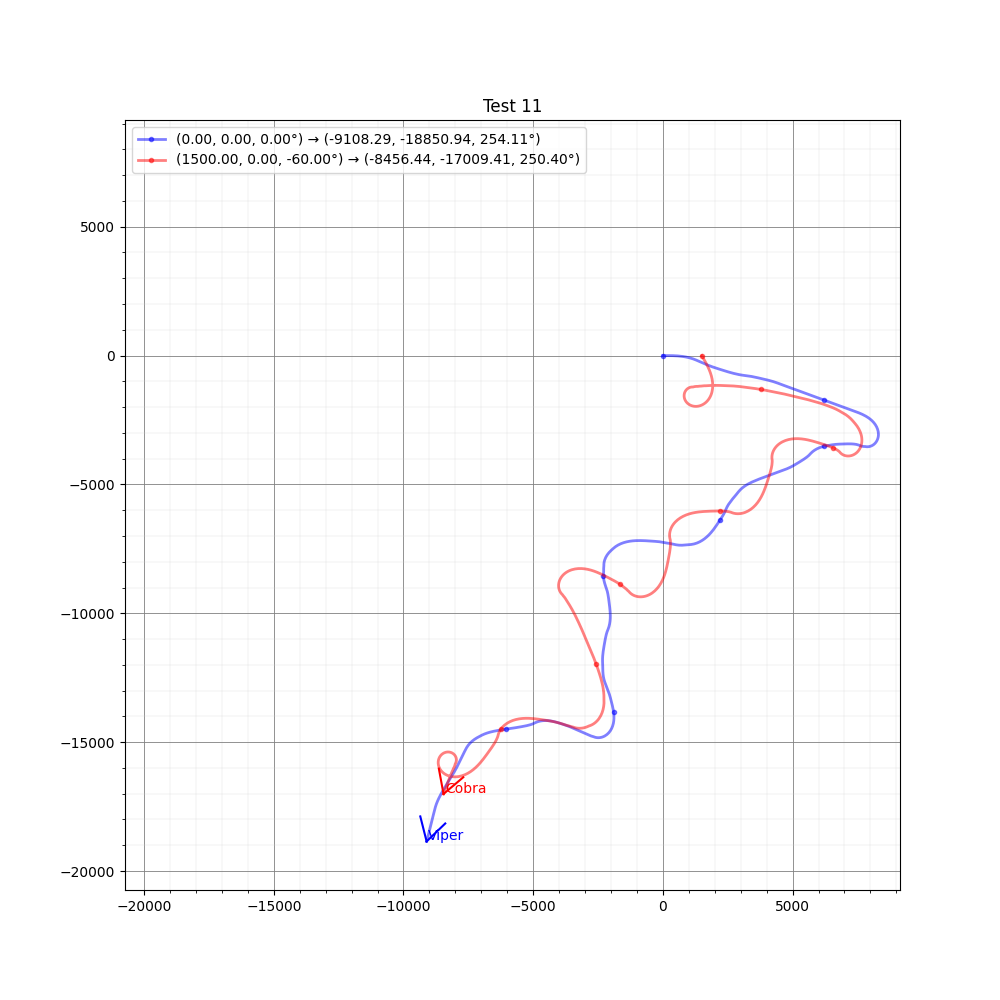 Test 11
(0.00, 0.00, 0.00°) → (-9108.29, -18850.94, 254.11°)
(1500.00, 0.00, -60.00°) → (-8456.44, -17009.41, 250.40°)
5000
0
−5000
−10000
−15000
−20000
Cobra
Viper
−20000 −15000 −10000 −5000 0 5000